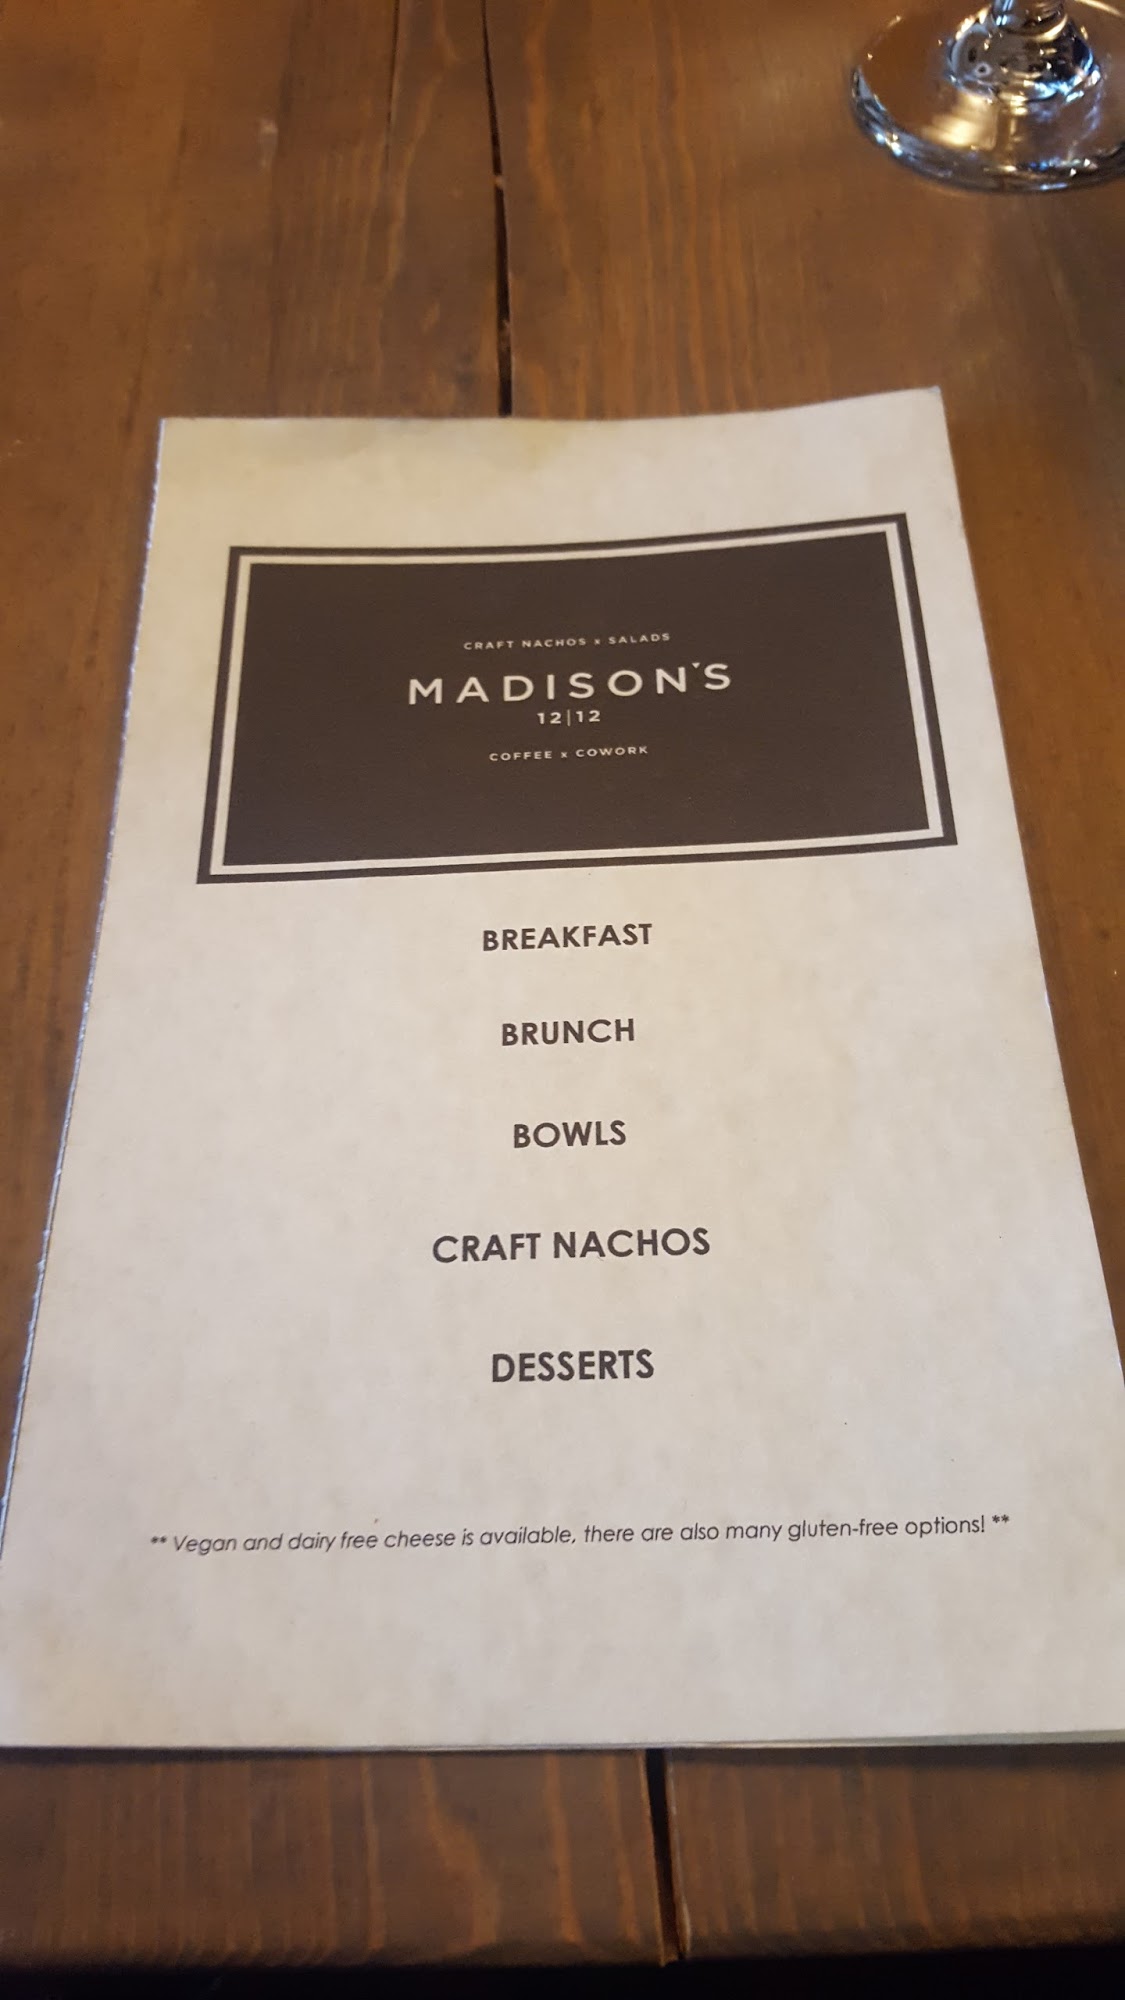 CRAFT NACHOS x SALADS
MADISON'S
12|12
COFFEE x COWORK
BREAKFAST
BRUNCH
BOWLS
CRAFT NACHOS
DESSERTS
** Vegan and dairy free cheese is available, there are also many gluten-free options! **